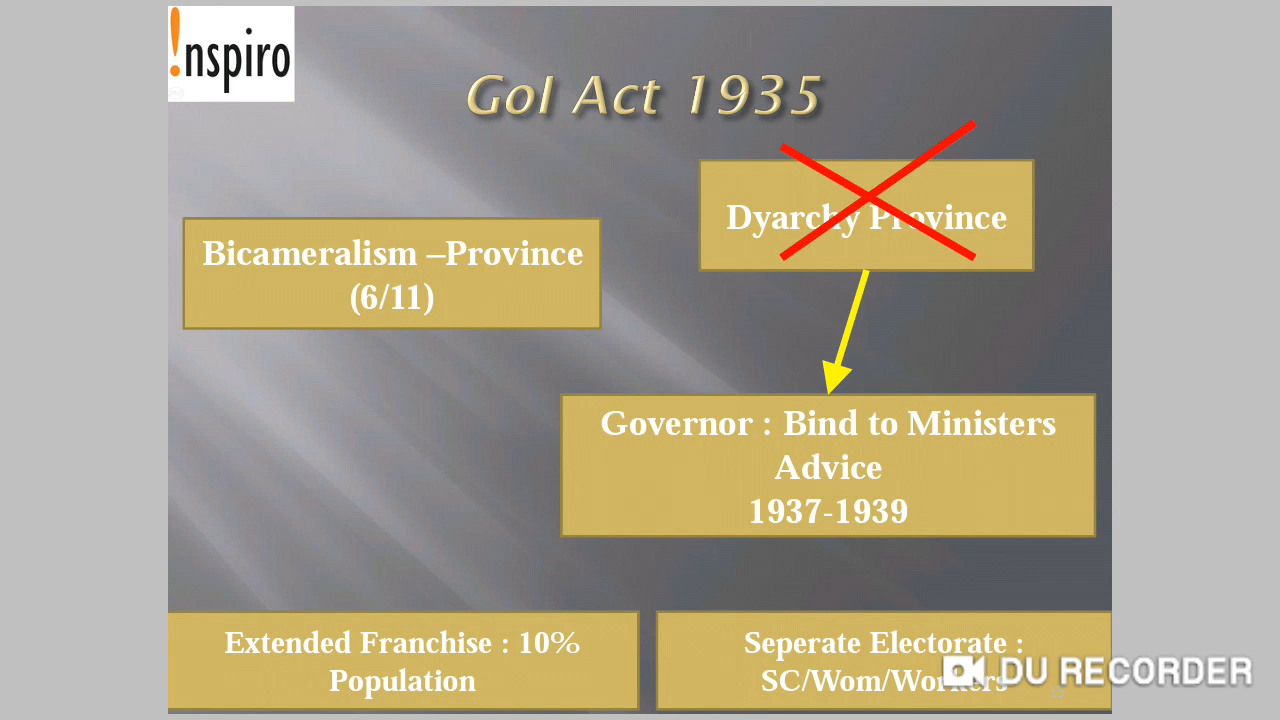 !nspiro
GoI Act 1935
Dyarchy Province
Bicameralism –Province
(6/11)
Governor : Bind to Ministers
Advice
1937-1939
Extended Franchise : 10%
Population
Seperate Electorate :
SC/Wom/Workers
DU RECORDER